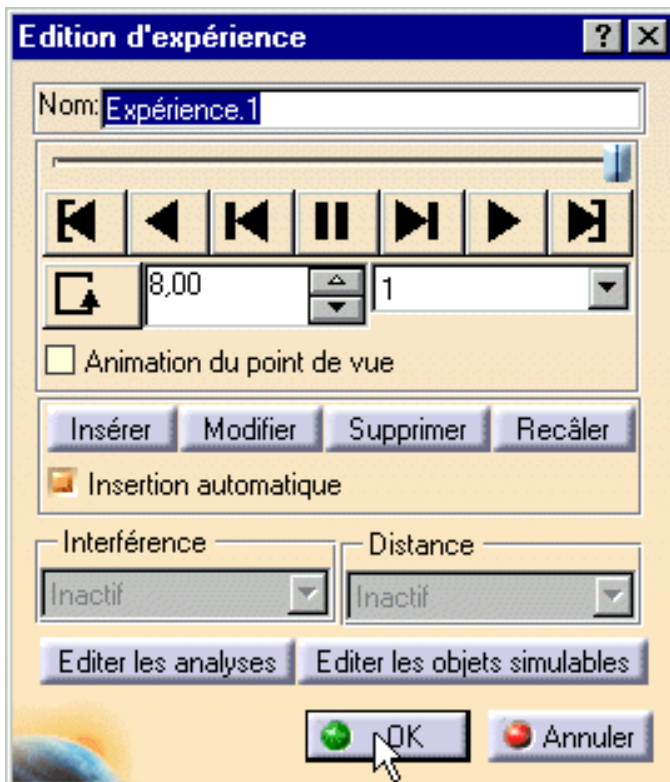 Edition d'expérience
Nom: Expérience.1
8,00 1
Animation du point de vue
Insérer Modifier Supprimer Recâler
Insertion automatique
Interférence Distance
Inactif Inactif
Editer les analyses Editer les objets simulables
OK Annuler